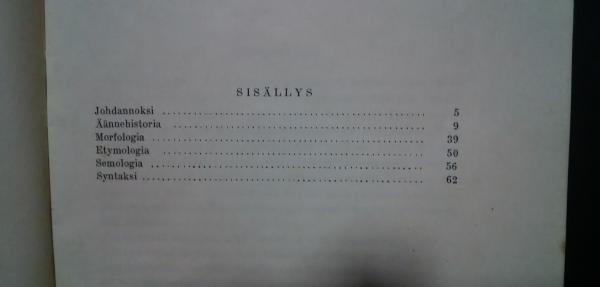 SISÄLLYS
Johdannoksi ........................................ 5
Äännehistoria ...................................... 9
Morfologia ......................................... 39
Etymologia ......................................... 50
Semologia .......................................... 56
Syntaksi ........................................... 62